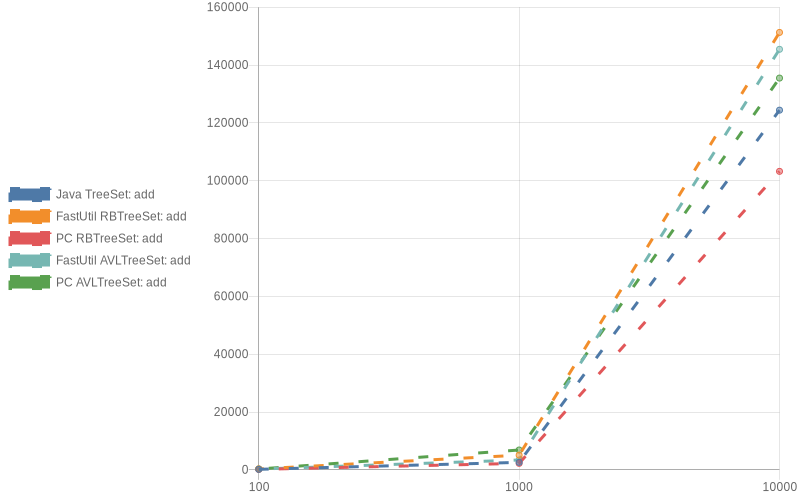 160000
140000
120000
100000
80000
60000
40000
20000
0
100
1000
10000
Java TreeSet: add
FastUtil RBTreeSet: add
PC RBTreeSet: add
FastUtil AVLTreeSet: add
PC AVLTreeSet: add